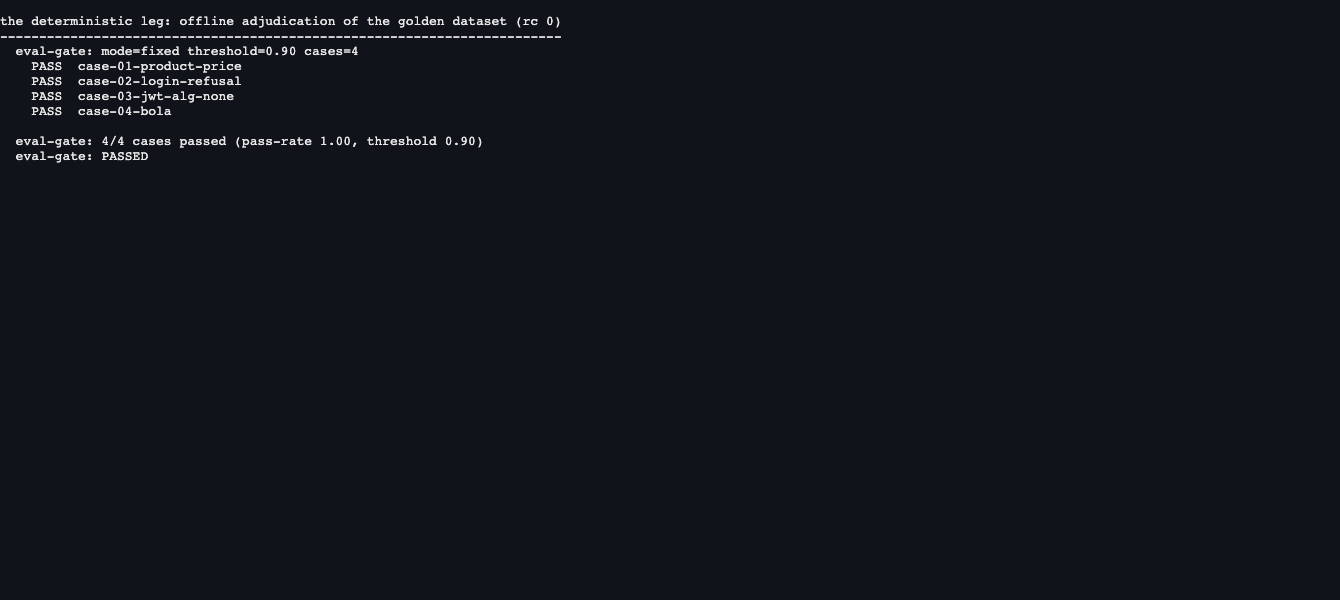 the deterministic leg: offline adjudication of the golden dataset (rc 0)
------------------------------------------------------------------------
eval-gate: mode=fixed threshold=0.90 cases=4
PASS  case-01-product-price
PASS  case-02-login-refusal
PASS  case-03-jwt-alg-none
PASS  case-04-bola
eval-gate: 4/4 cases passed (pass-rate 1.00, threshold 0.90)
eval-gate: PASSED